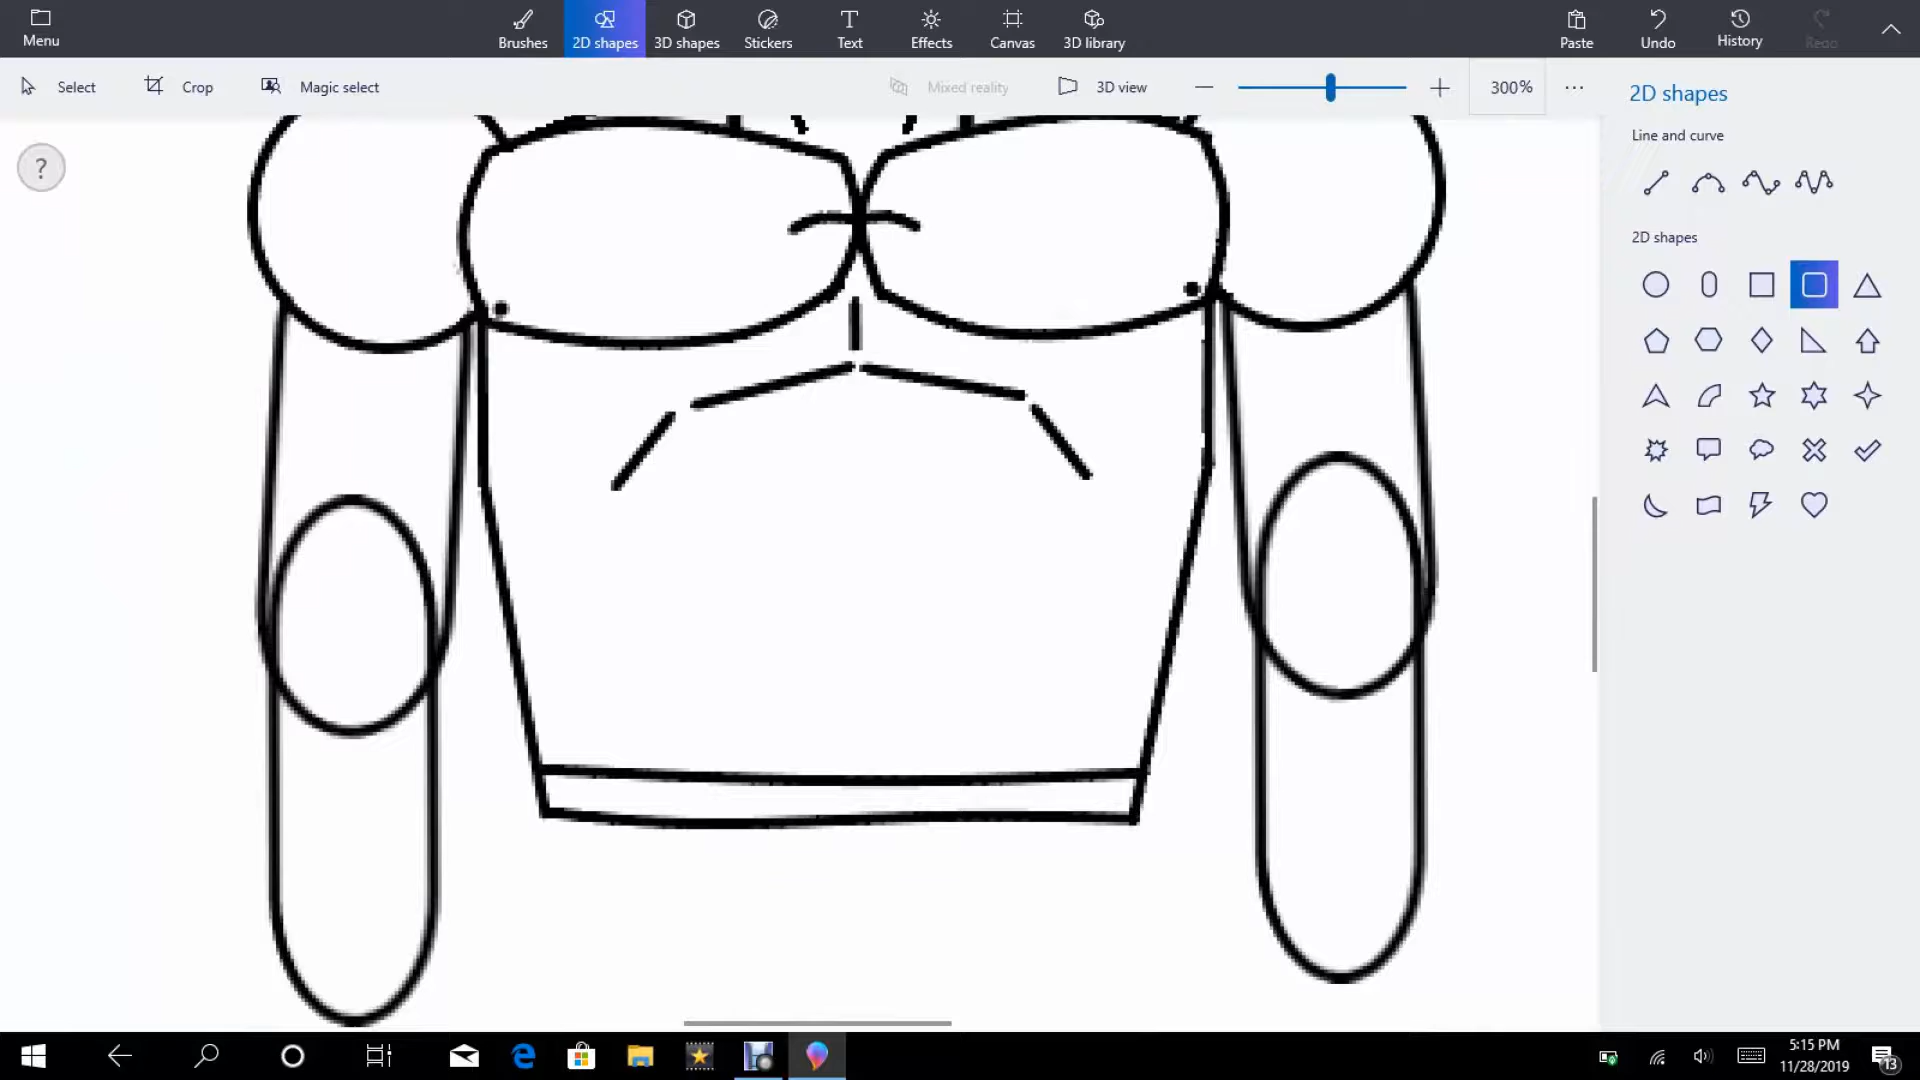 Menu
Brushes
2D shapes
3D shapes
Stickers
Text
Effects
Canvas
3D library
Paste
Undo
History
Redo
Select
Crop
Magic select
Mixed reality
3D view
300%
2D shapes
Line and curve
?
2D shapes
5:15 PM
11/28/2019
13